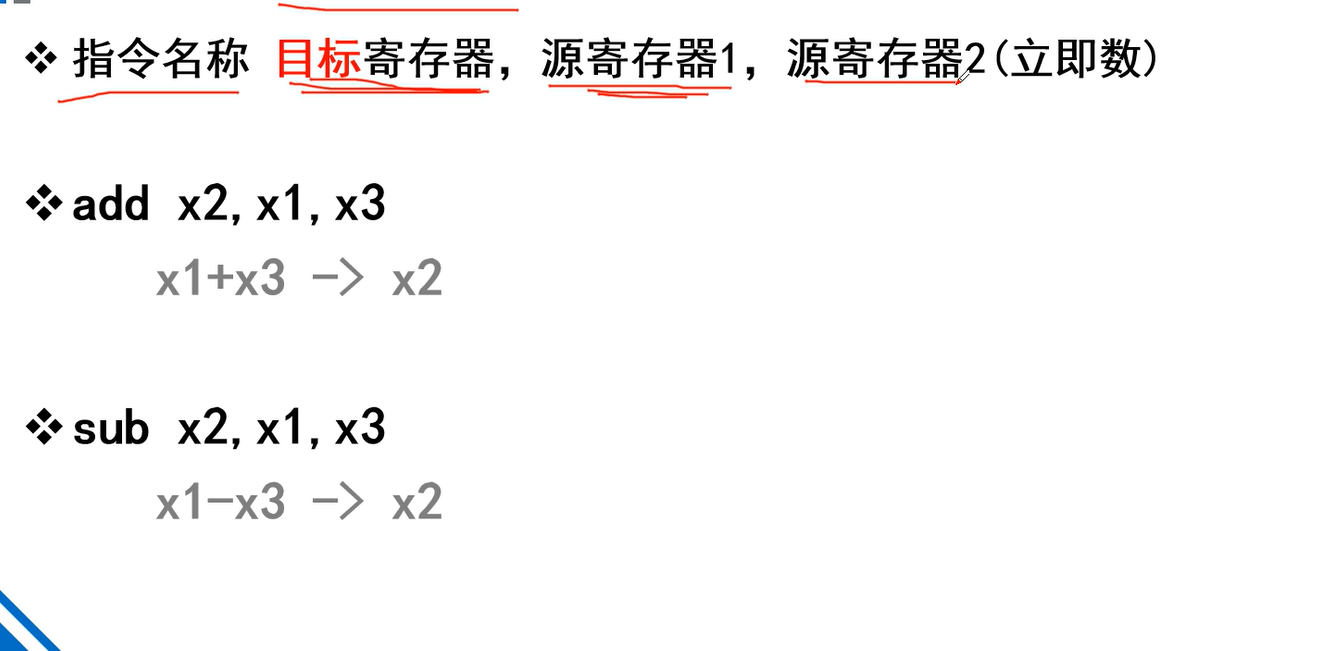 ❖ 指令名称 目标寄存器，源寄存器1，源寄存器2(立即数)
❖ add x2,x1,x3
x1+x3 -> x2
❖ sub x2,x1,x3
x1-x3 -> x2